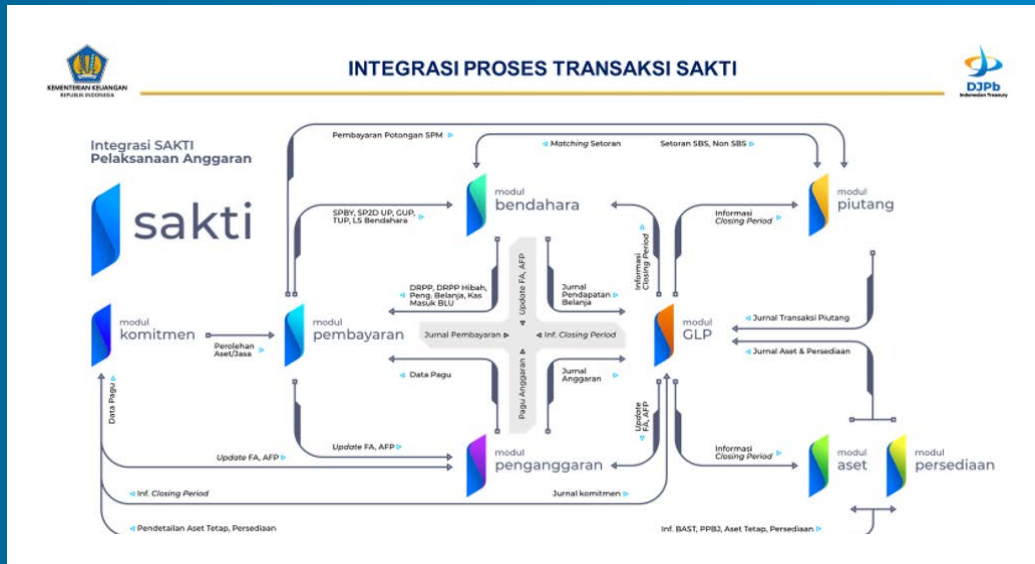 INTEGRASI PROSES TRANSAKSI SAKTI
KEMENTERIAN KEUANGAN
REPUBLIK INDONESIA
DJPb
Indonesian Treasury
Integrasi SAKTI
Pelaksanaan Anggaran
sakti
Pembayaran Potongan SPM
Matching Setoran
Setoran SBS, Non SBS
modul
bendahara
modul
piutang
SPBY, SP2D UP, GUP,
TUP, LS Bendahara
Informasi
Closing Period
Informasi
Closing Period
DRPP, DRPP Hibah,
Peng. Belanja, Kas
Masuk BLU
Update FA, AFP
Jurnal
Pendapatan
Belanja
modul
komitmen
Perolehan
Aset/Jasa
modul
pembayaran
Jurnal Pembayaran
Inf. Closing Period
modul
GLP
Jurnal Transaksi Piutang
Jurnal Aset & Persediaan
Data Pagu
Data Pagu
Pagu Anggaran
Jurnal
Anggaran
Update
FA, AFP
Update FA, AFP
Update FA, AFP
modul
penganggaran
Informasi
Closing Period
modul
aset
modul
persediaan
Inf. Closing Period
Jurnal komitmen
Pendetailan Aset Tetap, Persediaan
Inf. BAST, PPBJ, Aset Tetap, Persediaan